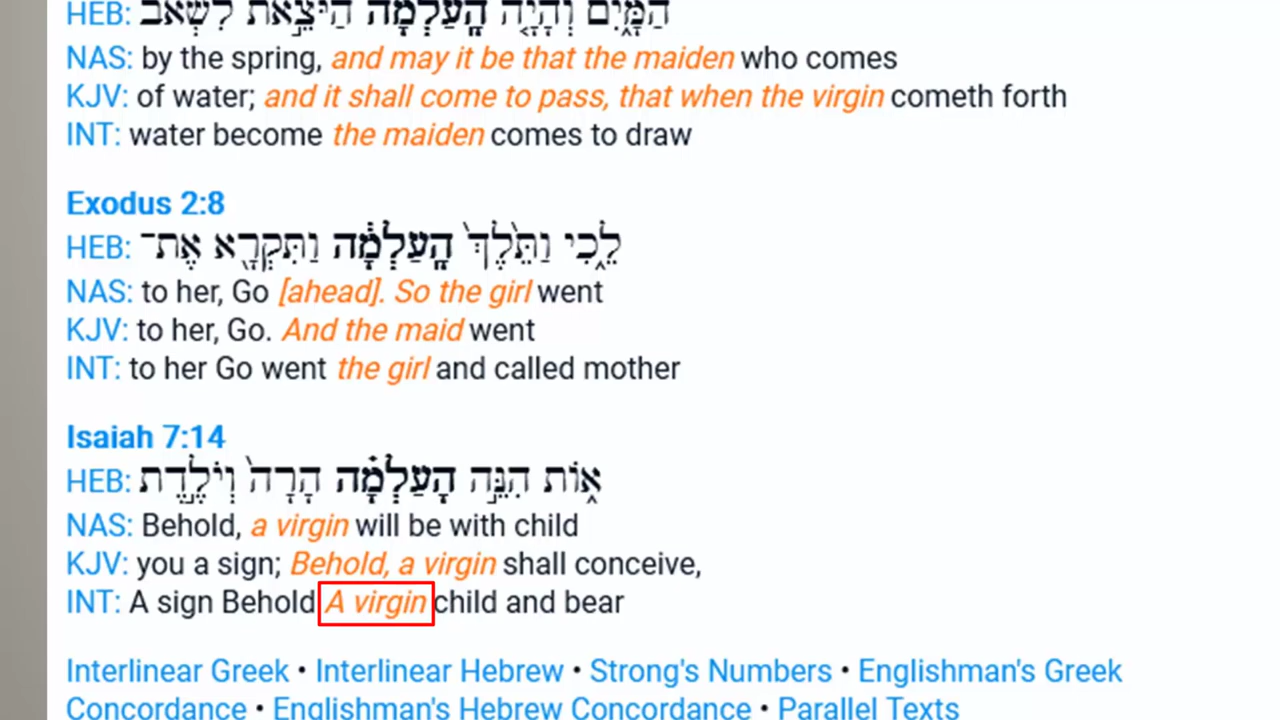 HEB: הַמָּ֑יִם וְהָיָ֤ה הָֽעַלְמָה֙ הַיֹּצֵ֣את לִשְׁאֹ֔ב
NAS: by the spring, and may it be that the maiden who comes
KJV: of water; and it shall come to pass, that when the virgin cometh forth
INT: water become the maiden comes to draw
Exodus 2:8
HEB: לֵ֑כִי וַתֵּ֙לֶךְ֙ הָֽעַלְמָ֔ה וַתִּקְרָ֖א אֶת־
NAS: to her, Go [ahead]. So the girl went
KJV: to her, Go. And the maid went
INT: to her Go went the girl and called mother
Isaiah 7:14
HEB: א֑וֹת הִנֵּ֣ה הָעַלְמָ֗ה הָרָה֙ וְיֹלֶ֣דֶת
NAS: Behold, a virgin will be with child
KJV: you a sign; Behold, a virgin shall conceive,
INT: A sign Behold A virgin child and bear
Interlinear Greek • Interlinear Hebrew • Strong's Numbers • Englishman's Greek
Concordance • Englishman's Hebrew Concordance • Parallel Texts